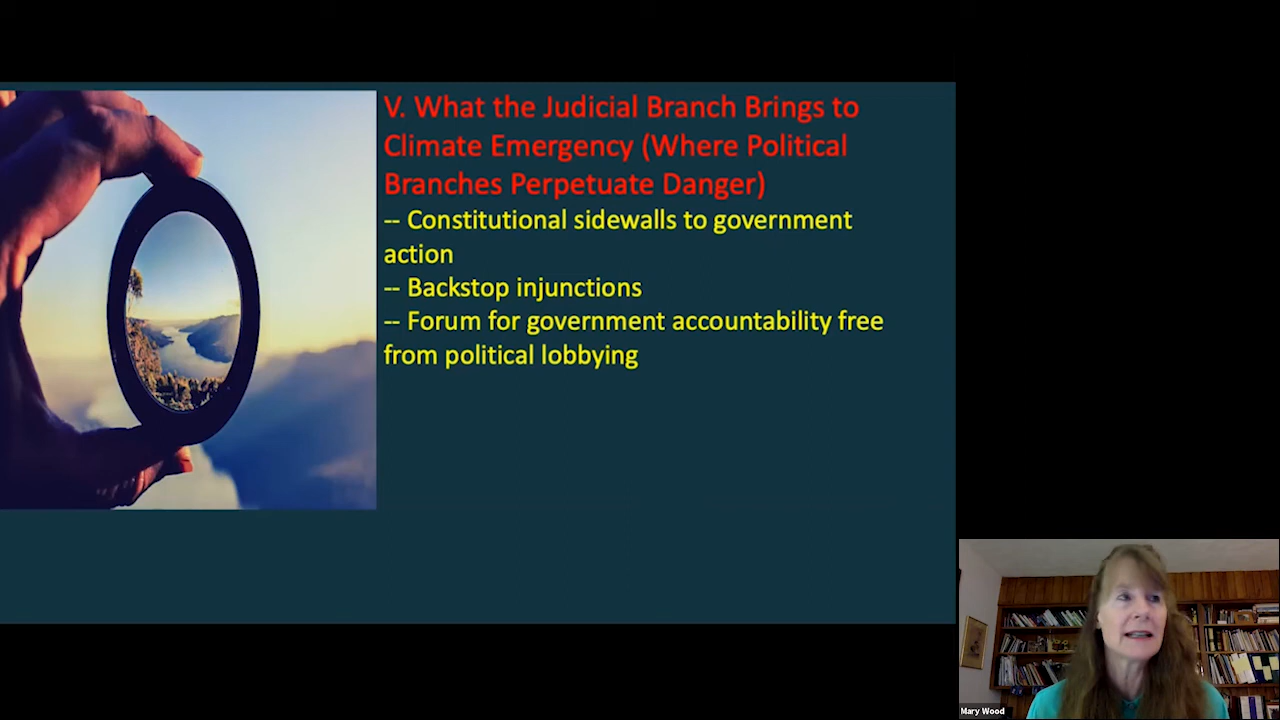 V. What the Judicial Branch Brings to
Climate Emergency (Where Political
Branches Perpetuate Danger)
-- Constitutional sidewalls to government
action
-- Backstop injunctions
-- Forum for government accountability free
from political lobbying
Mary Wood